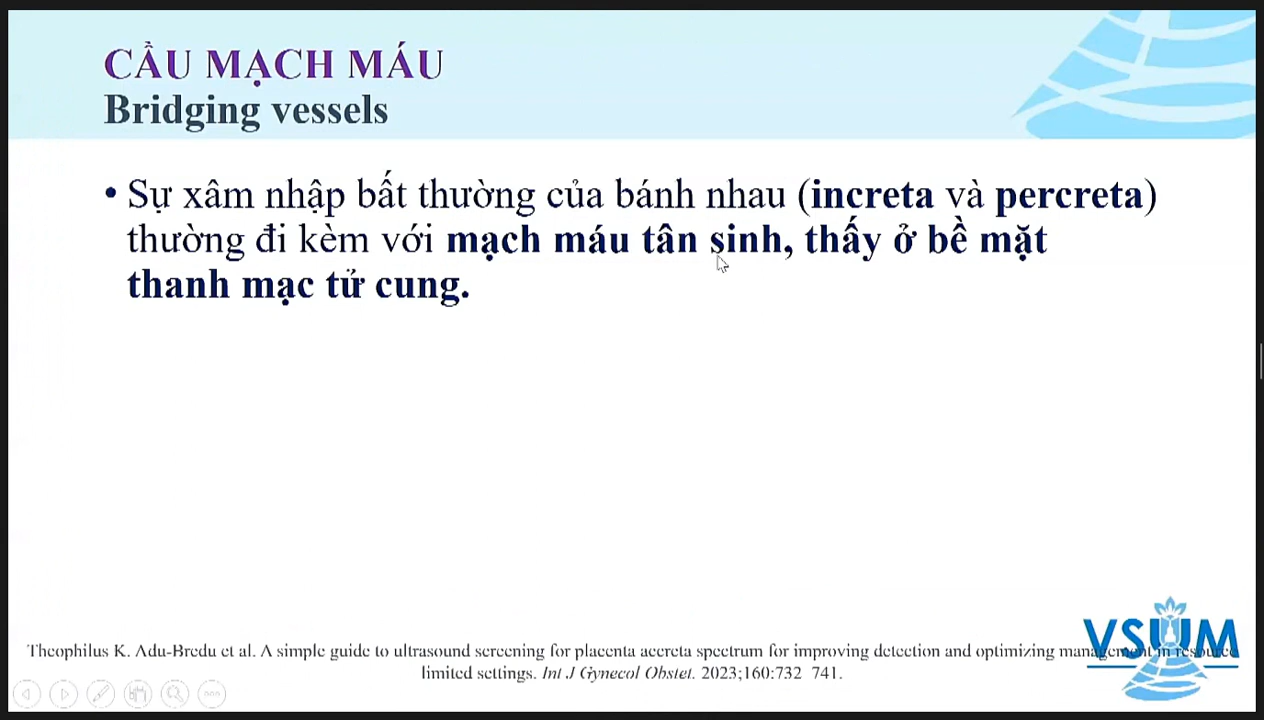 CẦU MẠCH MÁU
Bridging vessels
• Sự xâm nhập bất thường của bánh nhau (increta và percreta)
thường đi kèm với mạch máu tân sinh, thấy ở bề mặt
thanh mạc tử cung.
Theophilus K. Adu-Bredu et al. A simple guide to ultrasound screening for placenta accreta spectrum for improving detection and optimizing management in resource
limited settings. Int J Gynecol Obstet. 2023;160:732 741.
VSUM